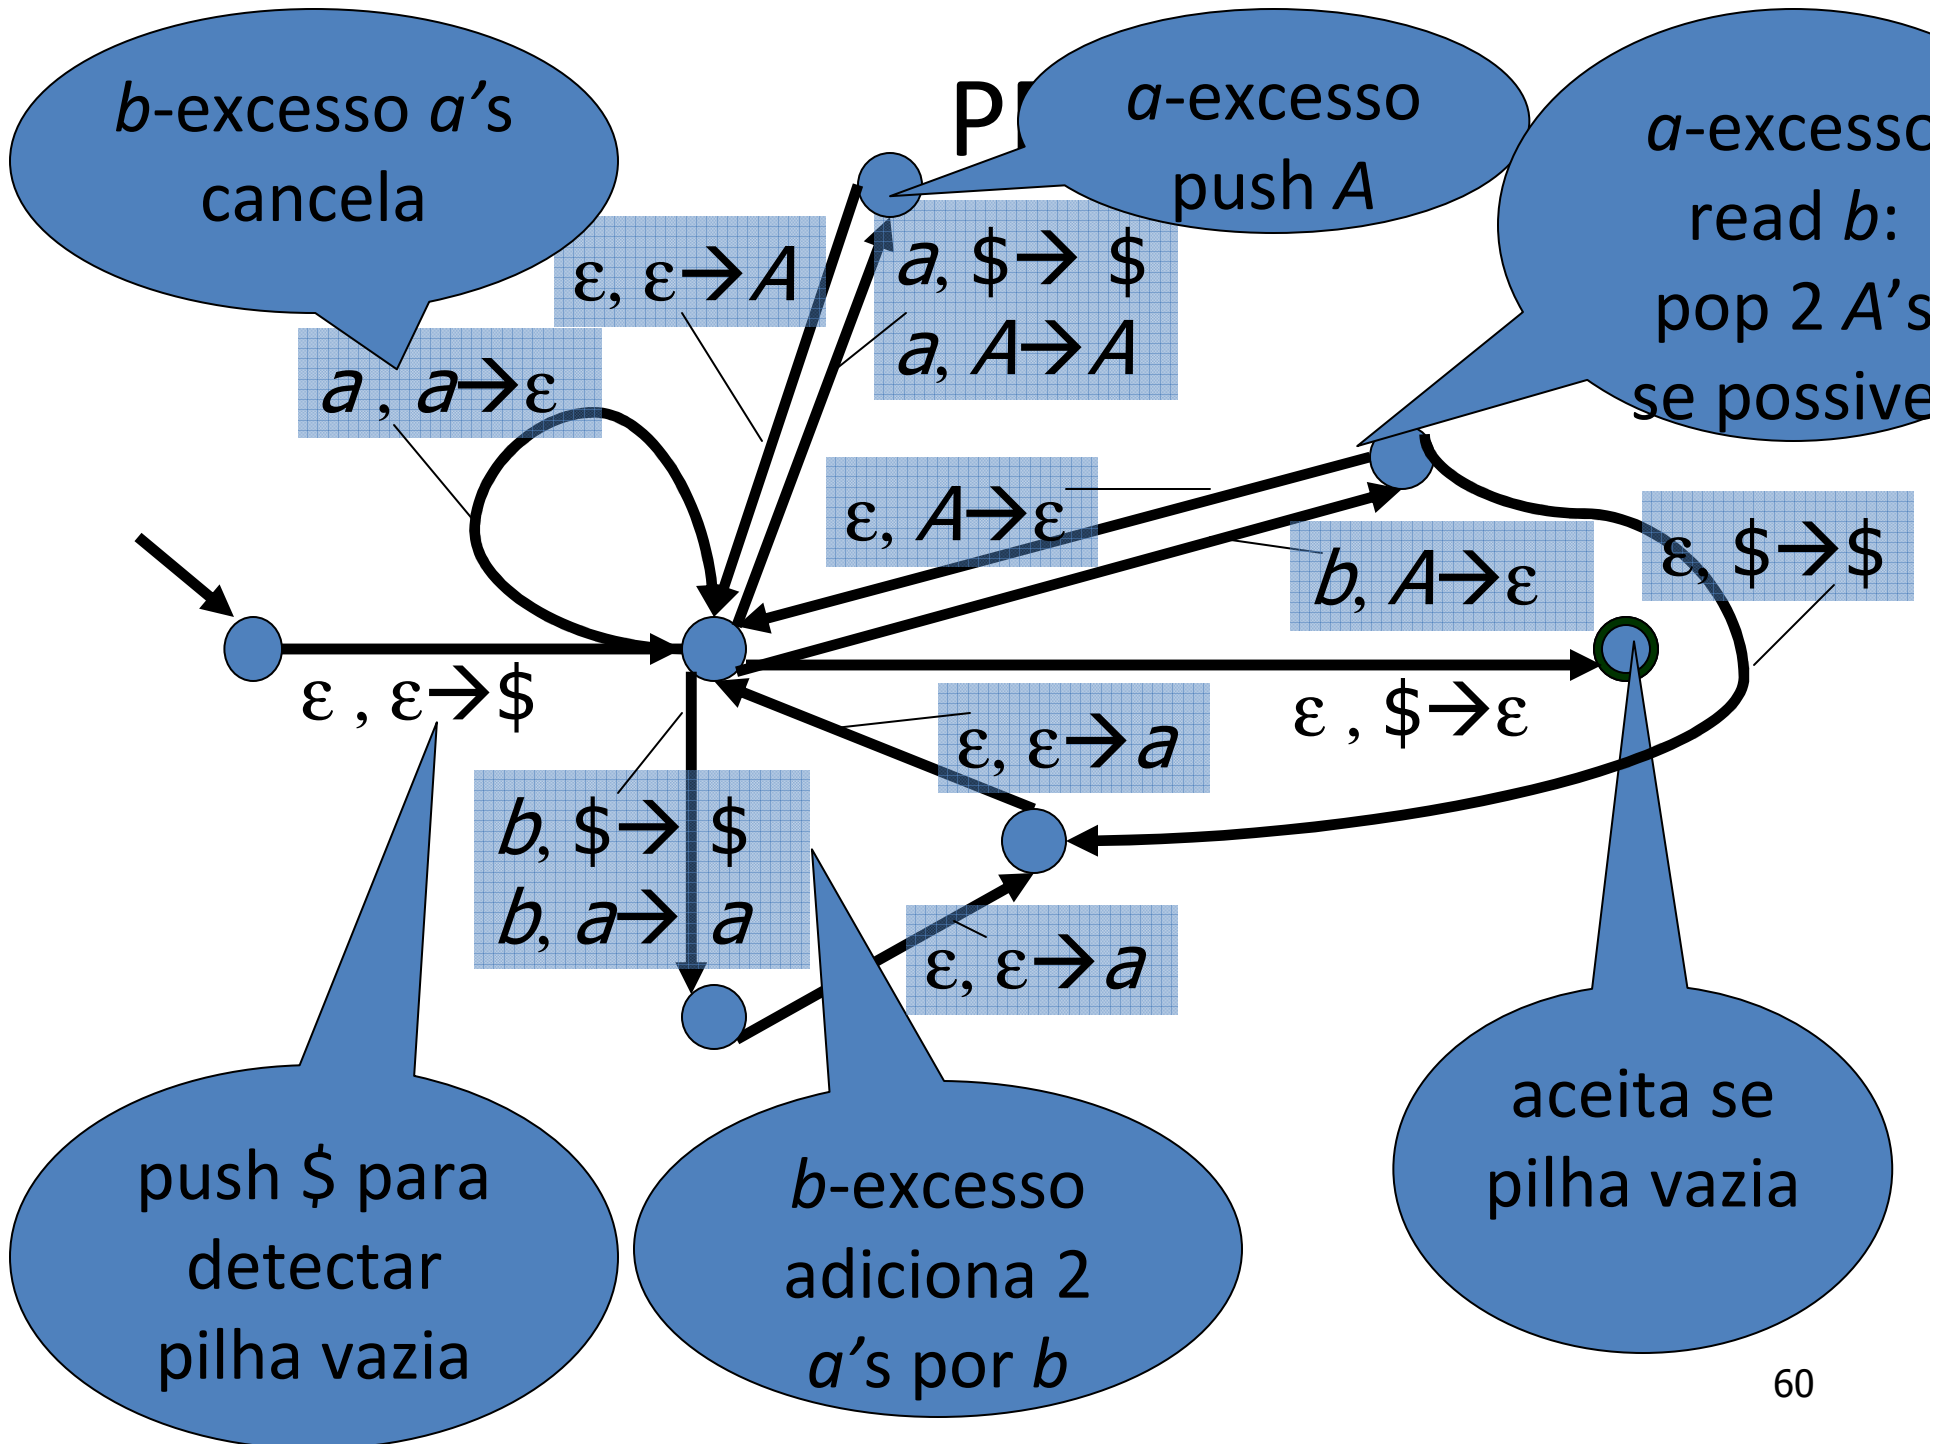 b-excesso a's
cancela
a-excesso
push A
a-excesso
read b:
pop 2 A's
se possive
ε, ε→A
a, $→ $
a, A→A
a , a→ε
ε, A→ε
b, A→ε
ε, $→$
ε , ε→$
ε , $→ε
ε, ε→a
b, $→ $
b, a→ a
ε, ε→a
push $ para
detectar
pilha vazia
b-excesso
adiciona 2
a's por b
aceita se
pilha vazia
60